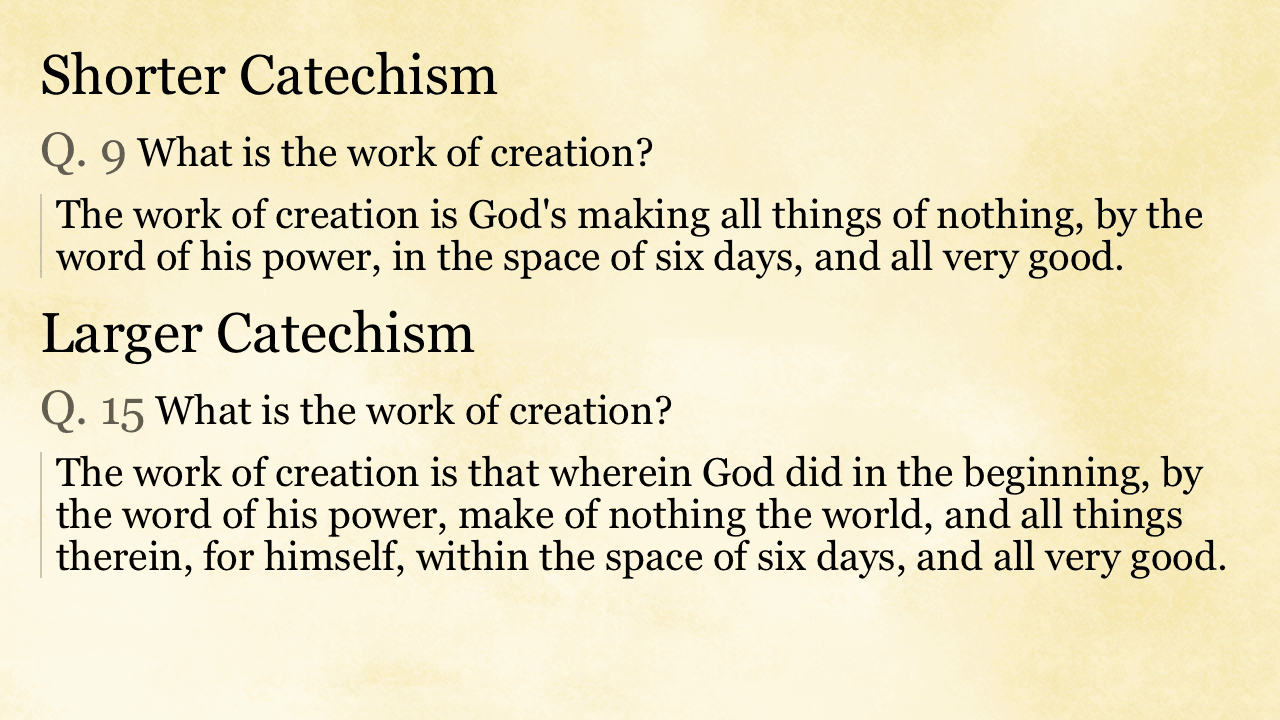 Shorter Catechism
Q. 9 What is the work of creation?
The work of creation is God's making all things of nothing, by the
word of his power, in the space of six days, and all very good.
Larger Catechism
Q. 15 What is the work of creation?
The work of creation is that wherein God did in the beginning, by
the word of his power, make of nothing the world, and all things
therein, for himself, within the space of six days, and all very good.